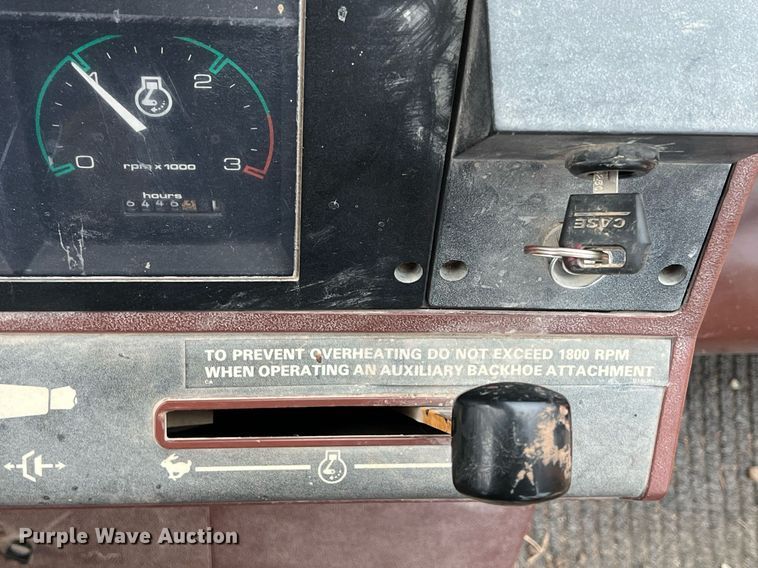 1 2
0 rpm x 1000 3
hours
CASE
TO PREVENT OVERHEATING DO NOT EXCEED 1800 RPM
WHEN OPERATING AN AUXILIARY BACKHOE ATTACHMENT
CA
Purple Wave Auction